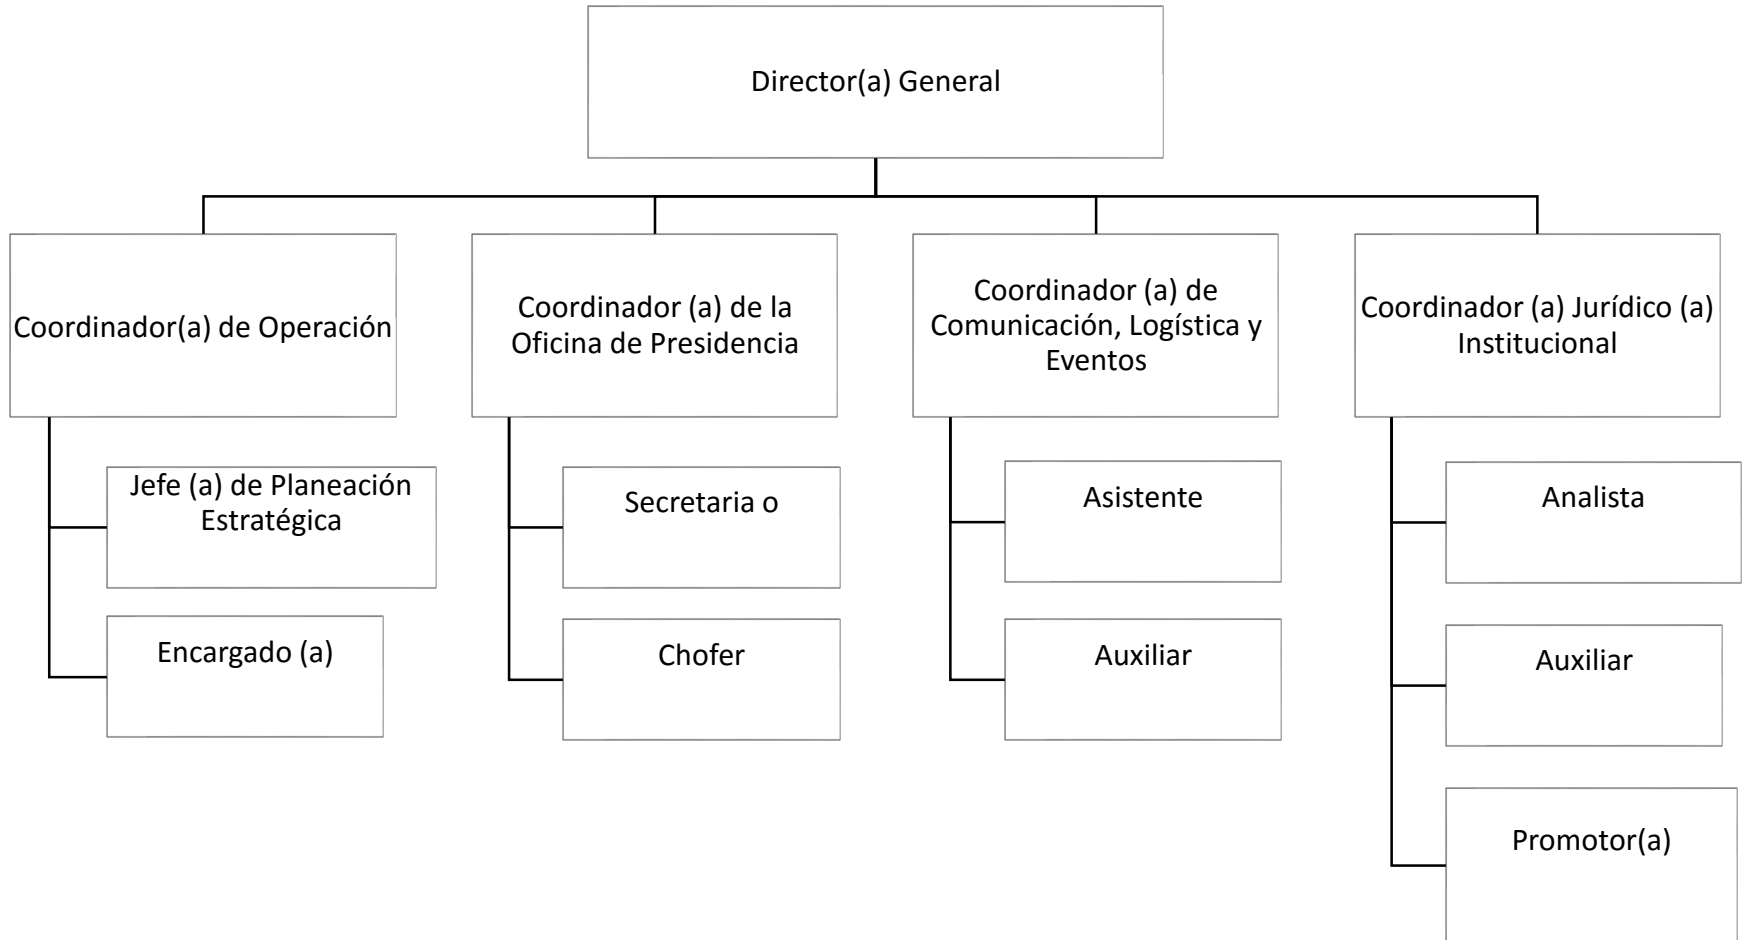 Director(a) General
Coordinador(a) de Operación
Coordinador (a) de la
Oficina de Presidencia
Coordinador (a) de
Comunicación, Logística y
Eventos
Coordinador (a) Jurídico (a)
Institucional
Jefe (a) de Planeación
Estratégica
Encargado (a)
Secretaria o
Chofer
Asistente
Auxiliar
Analista
Auxiliar
Promotor(a)